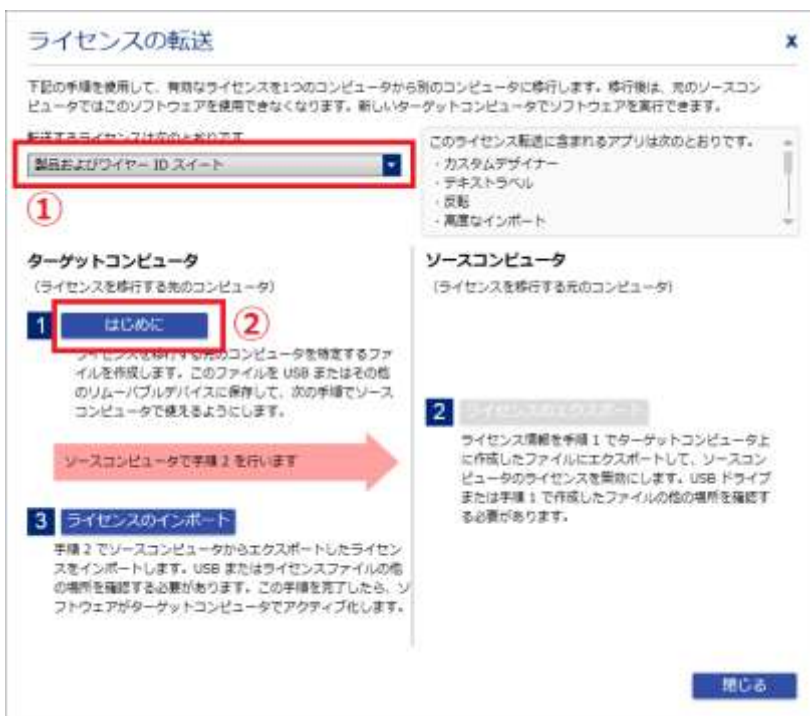 ライセンスの転送
x
下記の手順を使用して、有効なライセンスを1つのコンピュータから別のコンピュータに移行します。移行後は、元のソースコン
ピュータではこのソフトウェアを使用できなくなります。新しいターゲットコンピュータでソフトウェアを実行できます。
転送するライセンスは次のとおりです
製品およびワイヤー ID スイート
①
このライセンス転送に含まれるアプリは次のとおりです。
・カスタムデザイナー
・テキストラベル
・反転
・高度なインポート
ターゲットコンピュータ
(ライセンスを移行する先のコンピュータ)
1 はじめに
②
ライセンスを移行する先のコンピュータを特定するファ
イルを作成します。このファイルを USB またはその他
のリムーバブルデバイスに保存して、次の手順でソース
コンピュータで使えるようにします。
ソースコンピュータで手順 2 を行います
3 ライセンスのインポート
手順 2 でソースコンピュータからエクスポートしたライセン
スをインポートします。USB またはライセンスファイルの他
の場所を確認する必要があります。この手順を完了したら、ソ
フトウェアがターゲットコンピュータでアクティブ化します。
ソースコンピュータ
(ライセンスを移行する元のコンピュータ)
2 ライセンスのエクスポート
ライセンス情報を手順 1 でターゲットコンピュータ上
に作成したファイルにエクスポートして、ソースコン
ピュータのライセンスを無効にします。USB ドライブ
または手順 1 で作成したファイルの他の場所を確認す
る必要があります。
閉じる